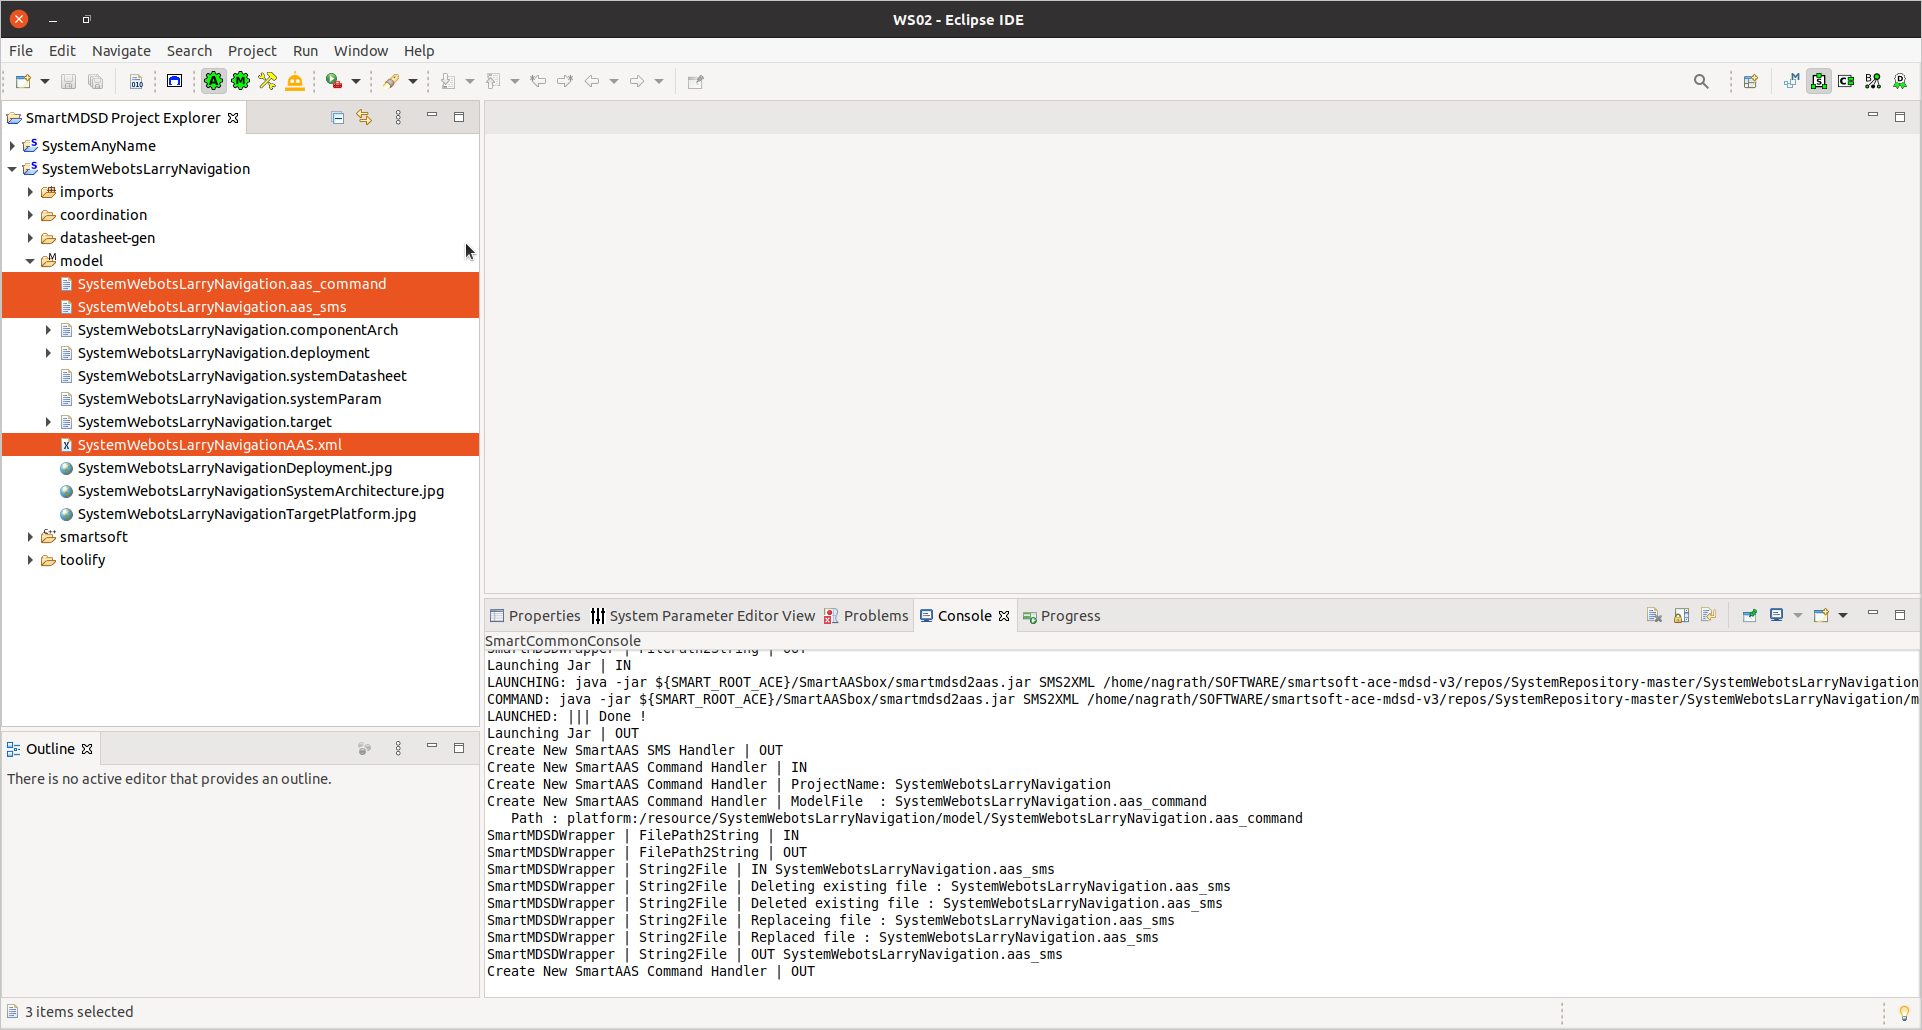 WS02 - Eclipse IDE
File Edit Navigate Search Project Run Window Help
SmartMDSD Project Explorer
SystemAnyName
SystemWebotsLarryNavigation
imports
coordination
datasheet-gen
model
SystemWebotsLarryNavigation.aas_command
SystemWebotsLarryNavigation.aas_sms
SystemWebotsLarryNavigation.componentArch
SystemWebotsLarryNavigation.deployment
SystemWebotsLarryNavigation.systemDatasheet
SystemWebotsLarryNavigation.systemParam
SystemWebotsLarryNavigation.target
SystemWebotsLarryNavigationAAS.xml
SystemWebotsLarryNavigationDeployment.jpg
SystemWebotsLarryNavigationSystemArchitecture.jpg
SystemWebotsLarryNavigationTargetPlatform.jpg
smartsoft
toolify
Outline
There is no active editor that provides an outline.
Properties System Parameter Editor View Problems Console Progress
SmartCommonConsole
SmartMDSDWrapper | FilePath2String | OUT
Launching Jar | IN
LAUNCHING: java -jar ${SMART_ROOT_ACE}/SmartAASbox/smartmdsd2aas.jar SMS2XML /home/nagrath/SOFTWARE/smartsoft-ace-mdsd-v3/repos/SystemRepository-master/SystemWebotsLarryNavigation
COMMAND: java -jar ${SMART_ROOT_ACE}/SmartAASbox/smartmdsd2aas.jar SMS2XML /home/nagrath/SOFTWARE/smartsoft-ace-mdsd-v3/repos/SystemRepository-master/SystemWebotsLarryNavigation/m
LAUNCHED: ||| Done !
Launching Jar | OUT
Create New SmartAAS SMS Handler | OUT
Create New SmartAAS Command Handler | IN
Create New SmartAAS Command Handler | ProjectName: SystemWebotsLarryNavigation
Create New SmartAAS Command Handler | ModelFile  : SystemWebotsLarryNavigation.aas_command
Path : platform:/resource/SystemWebotsLarryNavigation/model/SystemWebotsLarryNavigation.aas_command
SmartMDSDWrapper | FilePath2String | IN
SmartMDSDWrapper | FilePath2String | OUT
SmartMDSDWrapper | String2File | IN SystemWebotsLarryNavigation.aas_sms
SmartMDSDWrapper | String2File | Deleting existing file : SystemWebotsLarryNavigation.aas_sms
SmartMDSDWrapper | String2File | Deleted existing file : SystemWebotsLarryNavigation.aas_sms
SmartMDSDWrapper | String2File | Replaceing file : SystemWebotsLarryNavigation.aas_sms
SmartMDSDWrapper | String2File | Replaced file : SystemWebotsLarryNavigation.aas_sms
SmartMDSDWrapper | String2File | OUT SystemWebotsLarryNavigation.aas_sms
Create New SmartAAS Command Handler | OUT
3 items selected